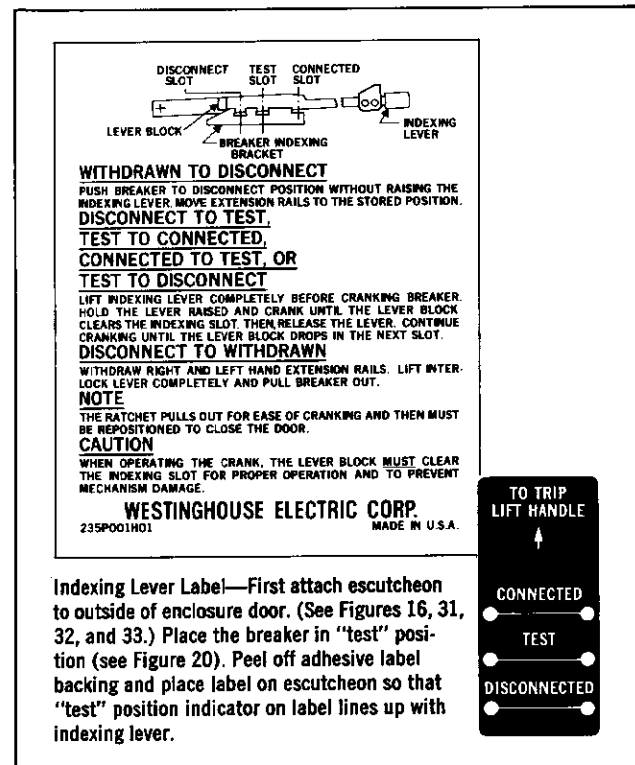 DISCONNECT SLOT
TEST SLOT
CONNECTED SLOT
LEVER BLOCK
INDEXING LEVER
BREAKER INDEXING BRACKET
WITHDRAWN TO DISCONNECT
PUSH BREAKER TO DISCONNECT POSITION WITHOUT RAISING THE
INDEXING LEVER. MOVE EXTENSION RAILS TO THE STORED POSITION.
DISCONNECT TO TEST,
TEST TO CONNECTED,
CONNECTED TO TEST, OR
TEST TO DISCONNECT
LIFT INDEXING LEVER COMPLETELY BEFORE CRANKING BREAKER.
HOLD THE LEVER RAISED AND CRANK UNTIL THE LEVER BLOCK
CLEARS THE INDEXING SLOT. THEN, RELEASE THE LEVER. CONTINUE
CRANKING UNTIL THE LEVER BLOCK DROPS IN THE NEXT SLOT.
DISCONNECT TO WITHDRAWN
WITHDRAW RIGHT AND LEFT HAND EXTENSION RAILS. LIFT INTER-
LOCK LEVER COMPLETELY AND PULL BREAKER OUT.
NOTE
THE RATCHET PULLS OUT FOR EASE OF CRANKING AND THEN MUST
BE REPOSITIONED TO CLOSE THE DOOR.
CAUTION
WHEN OPERATING THE CRANK, THE LEVER BLOCK MUST CLEAR
THE INDEXING SLOT FOR PROPER OPERATION AND TO PREVENT
MECHANISM DAMAGE.
WESTINGHOUSE ELECTRIC CORP.
235P001H01 MADE IN U.S.A.
TO TRIP
LIFT HANDLE
CONNECTED
TEST
DISCONNECTED
Indexing Lever Label—First attach escutcheon
to outside of enclosure door. (See Figures 16, 31,
32, and 33.) Place the breaker in "test" posi-
tion (see Figure 20). Peel off adhesive label
backing and place label on escutcheon so that
"test" position indicator on label lines up with
indexing lever.